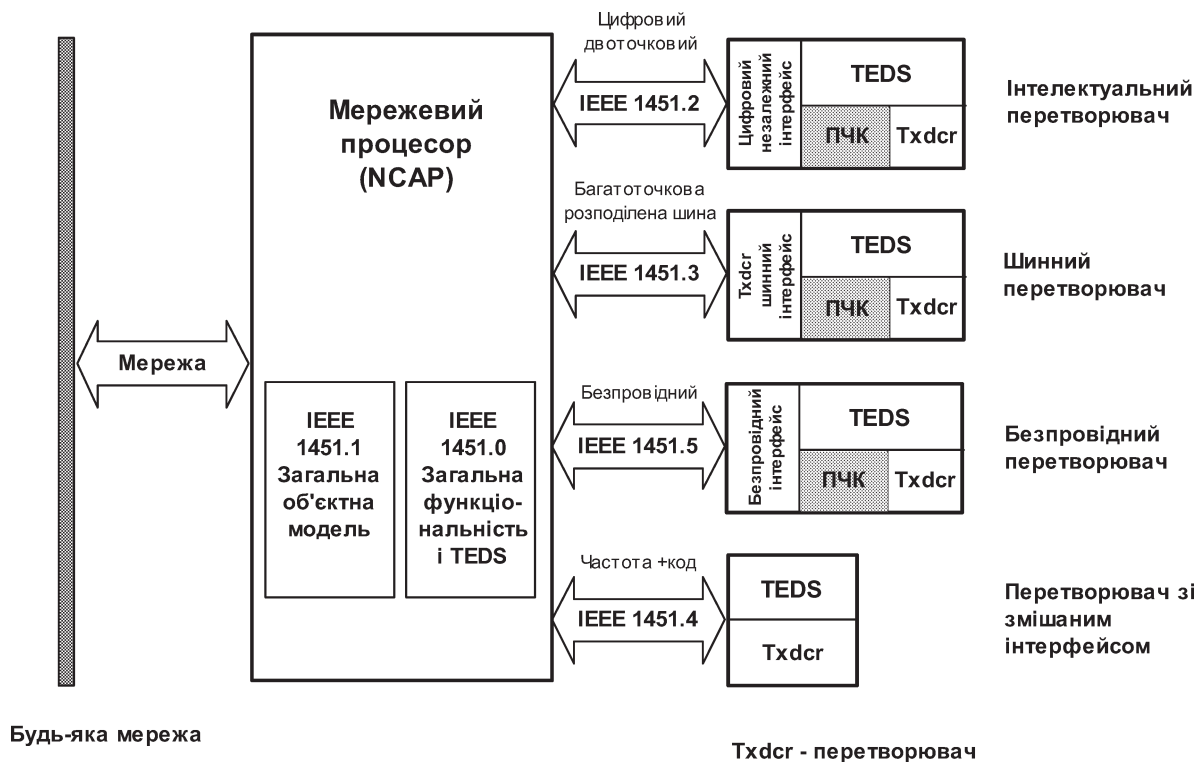 Цифровий
двоточковий
IEEE 1451.2
Цифровий
незалежний
інтерфейс
TEDS
ПЧК
Txdcr
Інтелектуальний
перетворювач
Мережевий
процесор
(NCAP)
Багатоточкова
розподілена шина
IEEE 1451.3
Txdcr
шинний
інтерфейс
TEDS
ПЧК
Txdcr
Шинний
перетворювач
Мережа
IEEE
1451.1
Загальна
об'єктна
модель
IEEE
1451.0
Загальна
функціо-
нальність
і TEDS
Безпровідний
IEEE 1451.5
Безпровідний
інтерфейс
TEDS
ПЧК
Txdcr
Безпровідний
перетворювач
Частота +код
IEEE 1451.4
TEDS
Txdcr
Перетворювач зі
змішаним
інтерфейсом
Будь-яка мережа
Txdcr - перетворювач